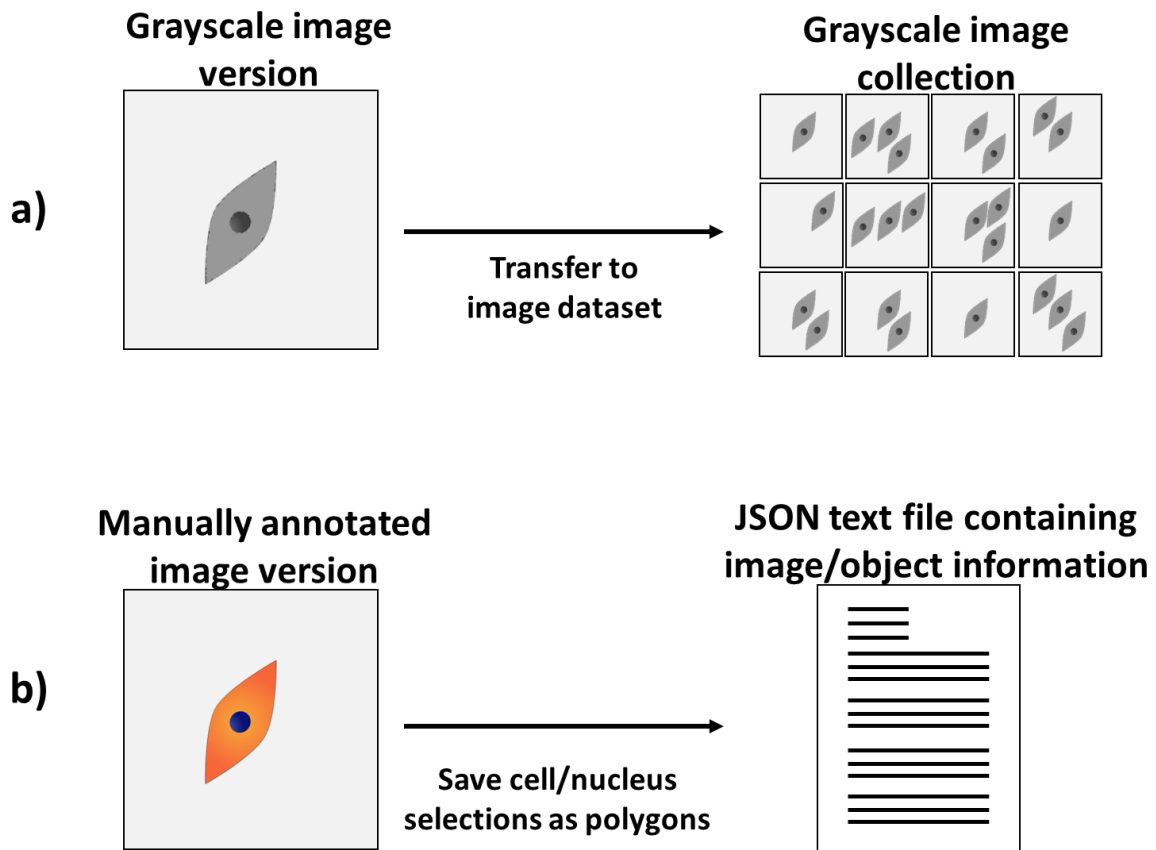 Grayscale image
version
Grayscale image
collection
a)
Transfer to
image dataset
Manually annotated
image version
JSON text file containing
image/object information
b)
Save cell/nucleus
selections as polygons